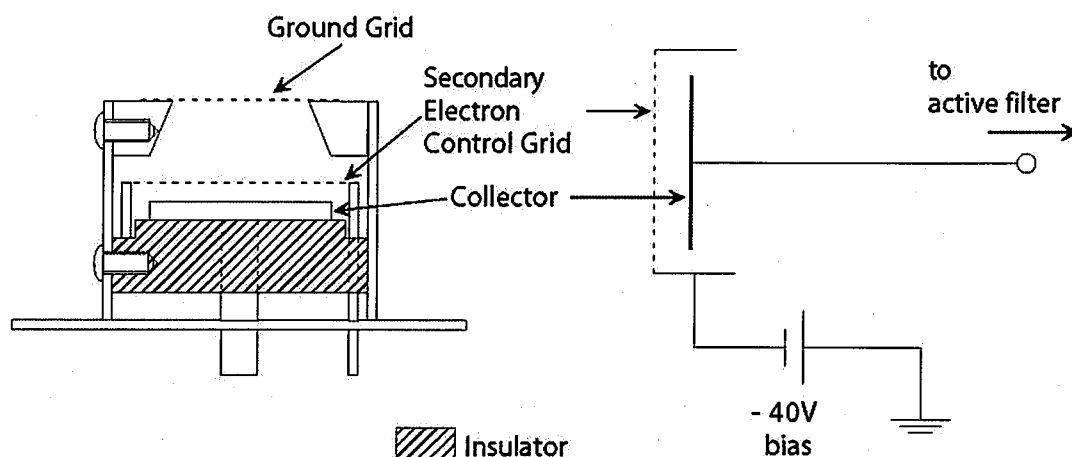 Ground Grid
Secondary
Electron
Control Grid
Collector
to
active filter
- 40V
bias
Insulator